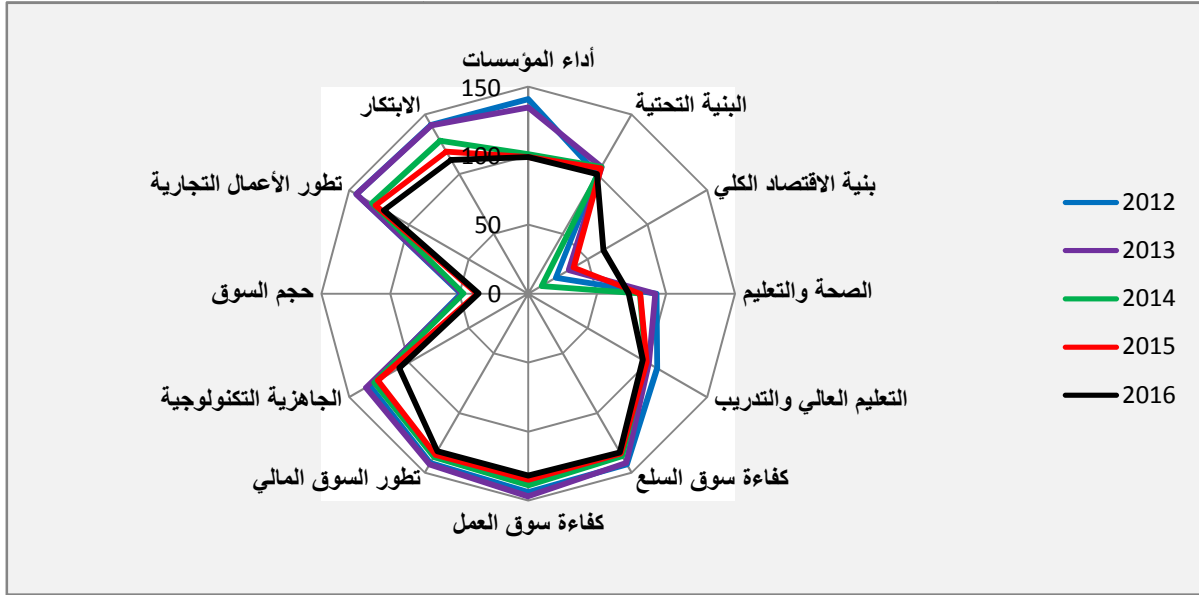 أداء المؤسسات
البنية التحتية
بنية الاقتصاد الكلي
الصحة والتعليم
التعليم العالي والتدريب
كفاءة سوق السلع
كفاءة سوق العمل
تطور السوق المالي
الجاهزية التكنولوجية
حجم السوق
تطور الأعمال التجارية
الابتكار
150
100
50
0
2012
2013
2014
2015
2016